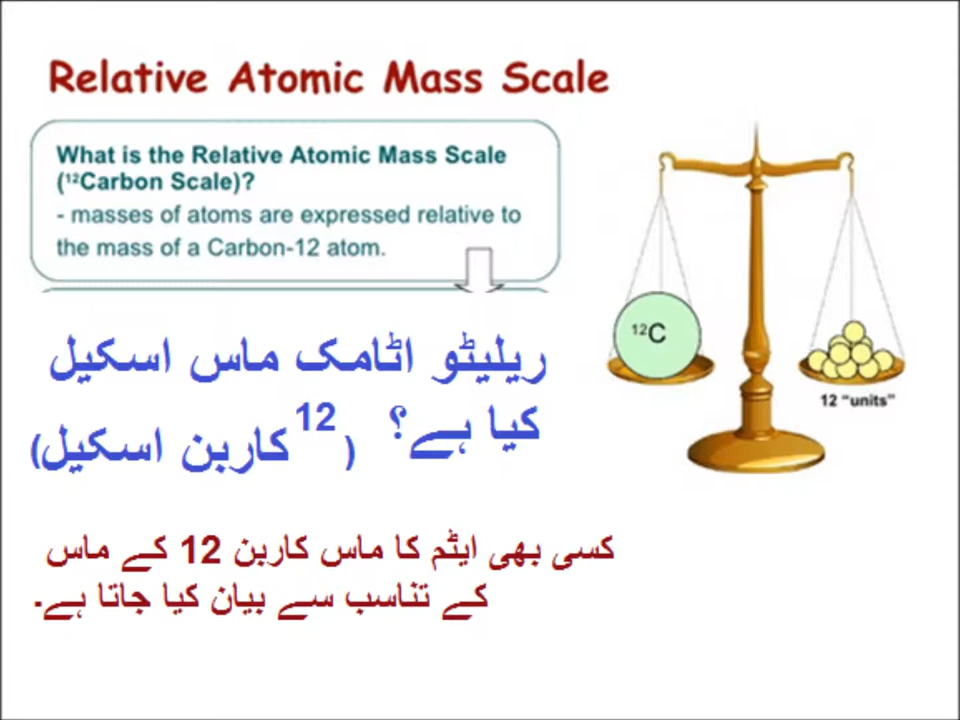 Relative Atomic Mass Scale
What is the Relative Atomic Mass Scale
(¹²Carbon Scale)?
- masses of atoms are expressed relative to
the mass of a Carbon-12 atom.
¹²C
12 “units”
ریلیٹو اٹامک ماس اسکیل
کیا ہے؟ (¹²کاربن اسکیل)
کسی بھی ایٹم کا ماس کاربن 12 کے ماس
کے تناسب سے بیان کیا جاتا ہے۔